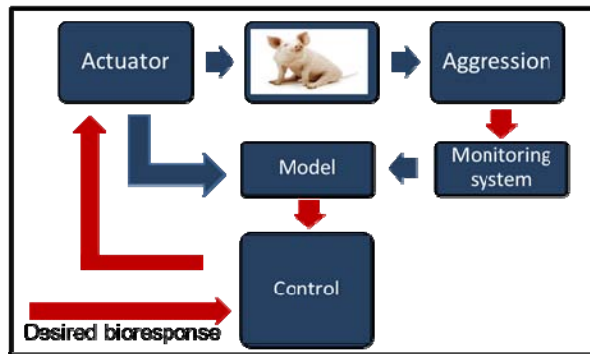 Actuator
Aggression
Model
Monitoring
system
Control
Desired bioresponse